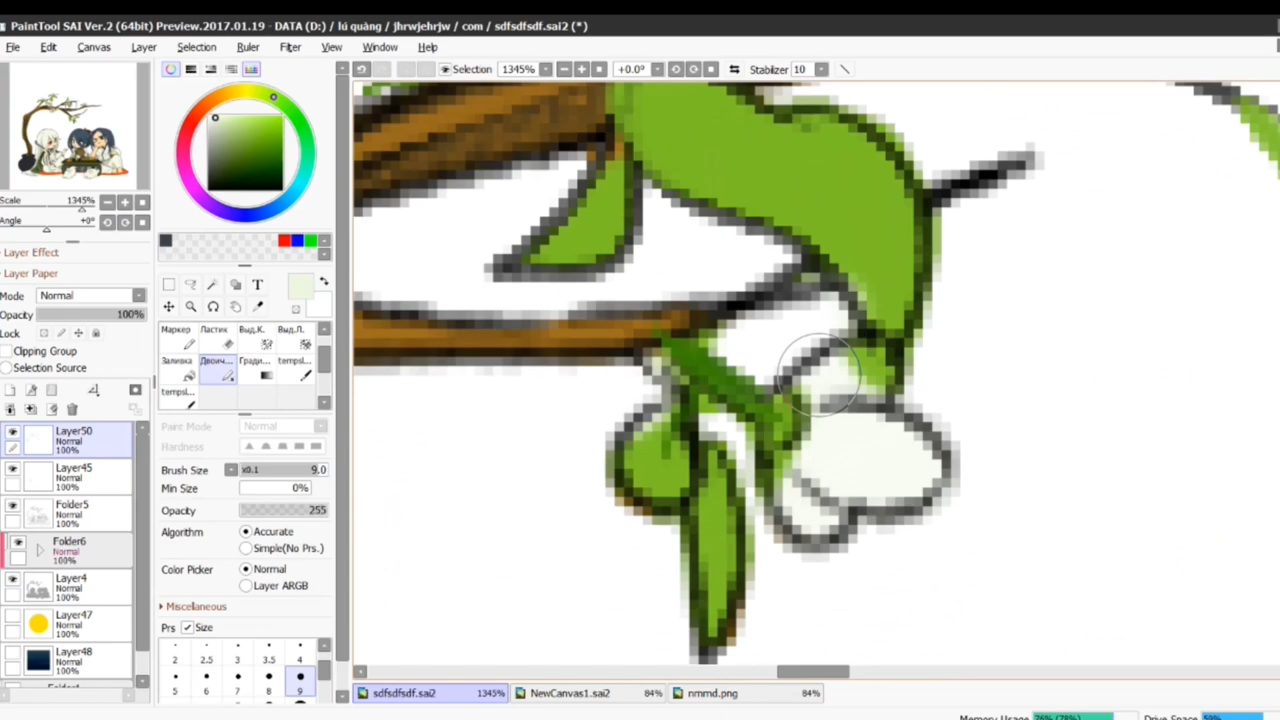 PaintTool SAI Ver.2 (64bit) Preview.2017.01.19 - DATA (D:) / lú quàng / jhrwjehrjw / com / sdfsdfsdf.sai2 (*)
File Edit Canvas Layer Selection Ruler Filter View Window Help
Selection 1345% +0.0° Stabilizer 10
Scale 1345%
Angle +0°
Layer Effect
Layer Paper
Mode Normal
Opacity 100%
Lock
Clipping Group
Selection Source
Layer50
Normal
100%
Layer45
Normal
100%
Folder5
Normal
100%
Folder6
Normal
100%
Layer4
Normal
100%
Layer47
Normal
100%
Layer48
Normal
100%
T
Маркер Ластик Выд.К. Выд.Л.
Заливка Двоич... Гради... templ...
templ...
Paint Mode Normal
Hardness
Brush Size x0.1 9.0
Min Size 0%
Opacity 255
Algorithm Accurate
Simple(No Prs.)
Color Picker Normal
Layer ARGB
Miscellaneous
Prs Size
2 2.5 3 3.5 4
5 6 7 8 9
sdfsdfsdf.sai2 1345% NewCanvas1.sai2 84% nmmd.png 84%
Memory Usage 76% (78%) Drive Space 59%